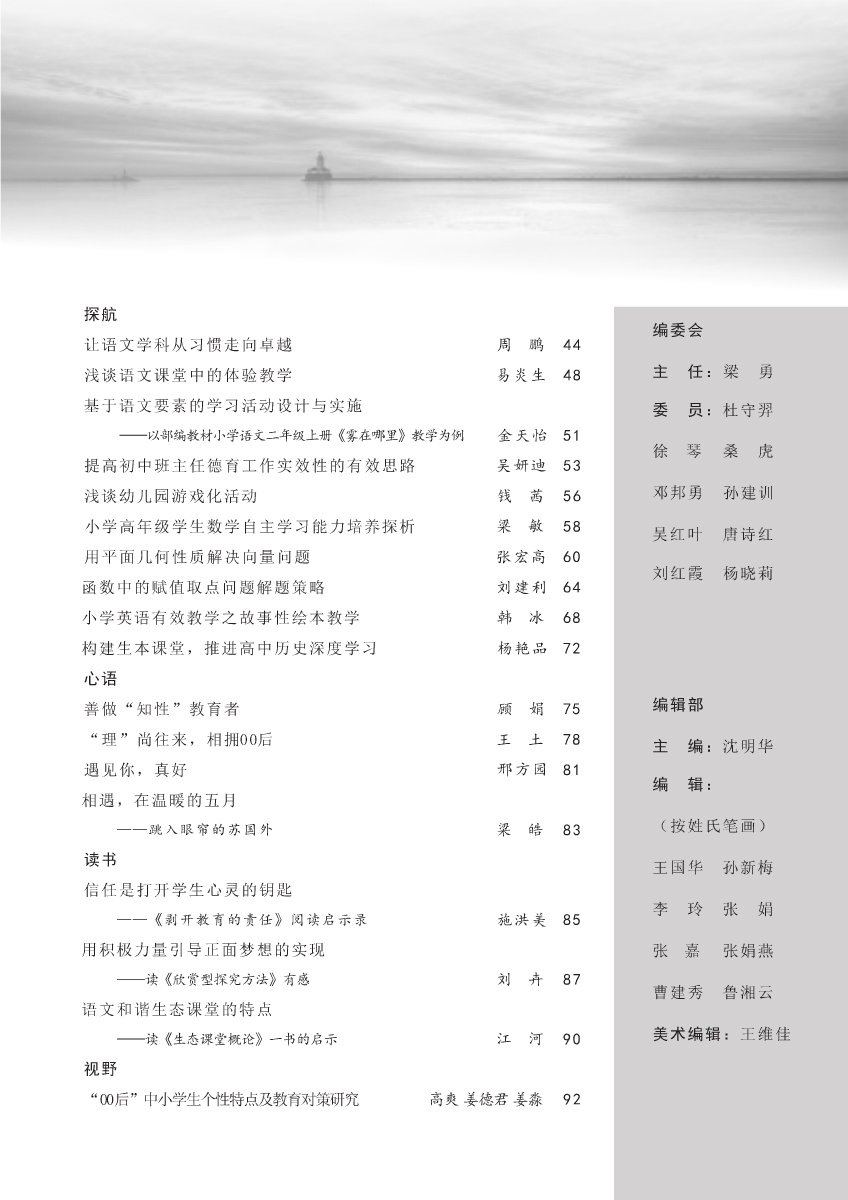 探航
让语文学科从习惯走向卓越 周 鹏 44
浅谈语文课堂中的体验教学 易炎生 48
基于语文要素的学习活动设计与实施
——以部编教材小学语文二年级上册《雾在哪里》教学为例 金天怡 51
提高初中班主任德育工作实效性的有效思路 吴妍迪 53
浅谈幼儿园游戏化活动 钱 茜 56
小学高年级学生数学自主学习能力培养探析 梁 敏 58
用平面几何性质解决向量问题 张宏高 60
函数中的赋值取点问题解题策略 刘建利 64
小学英语有效教学之故事性绘本教学 韩 冰 68
构建生本课堂，推进高中历史深度学习 杨艳品 72
心语
善做“知性”教育者 顾 娟 75
“理”尚往来，相拥00后 王 土 78
遇见你，真好 邢方园 81
相遇，在温暖的五月
——跳入眼帘的苏国外 梁 皓 83
读书
信任是打开学生心灵的钥匙
——《剥开教育的责任》阅读启示录 施洪美 85
用积极力量引导正面梦想的实现
——读《欣赏型探究方法》有感 刘 卉 87
语文和谐生态课堂的特点
——读《生态课堂概论》一书的启示 江 河 90
视野
“00后”中小学生个性特点及教育对策研究 高爽 姜德君 姜淼 92
编委会
主 任：梁 勇
委 员：杜守羿
徐 琴 桑 虎
邓邦勇 孙建训
吴红叶 唐诗红
刘红霞 杨晓莉
编辑部
主 编：沈明华
编 辑：
（按姓氏笔画）
王国华 孙新梅
李 玲 张 娟
张 嘉 张娟燕
曹建秀 鲁湘云
美术编辑：王维佳